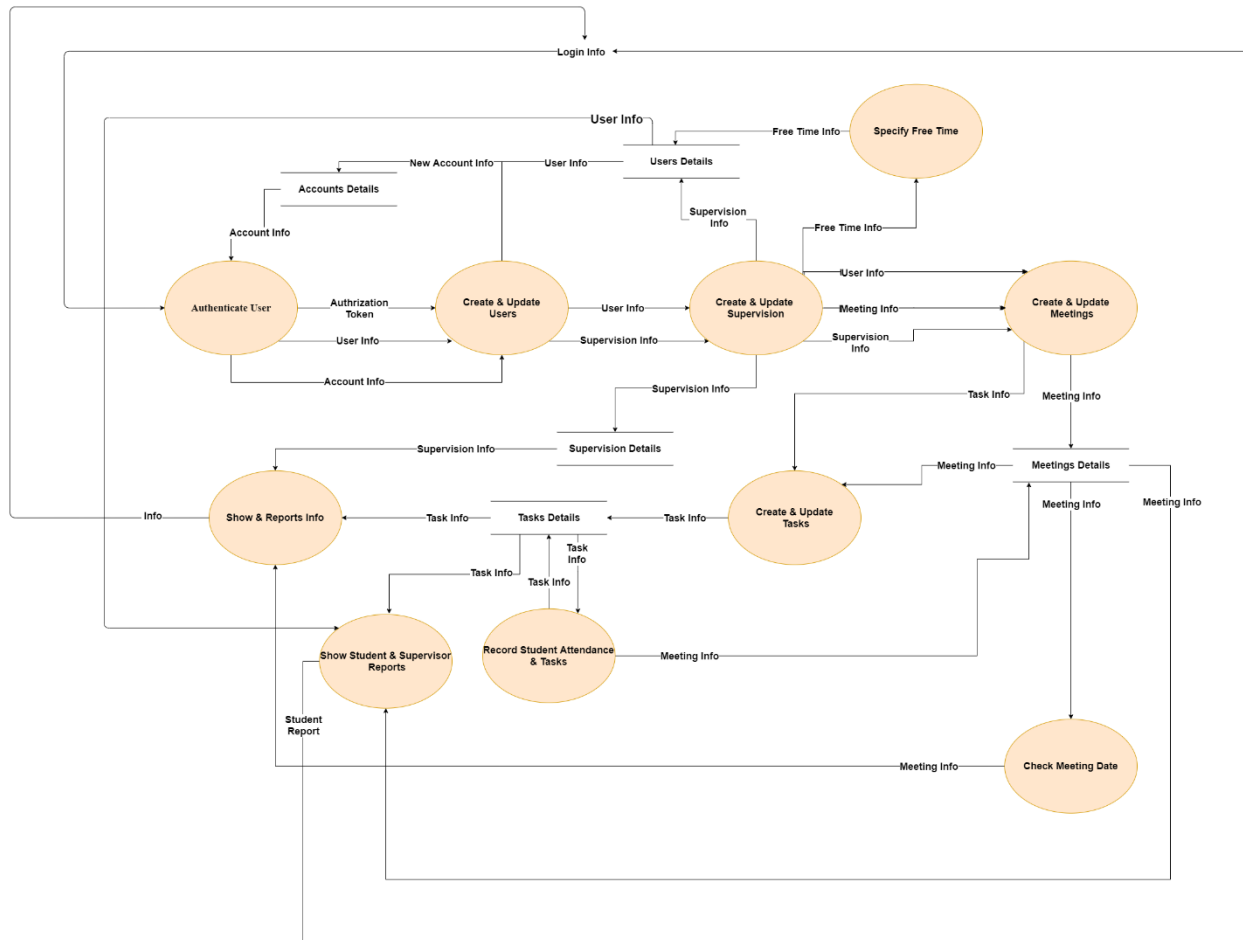 Login Info
User Info
Free Time Info
Specify Free Time
New Account Info
User Info
Users Details
Accounts Details
Supervision
Info
Free Time Info
Account Info
User Info
Authenticate User
Authrization
Token
Create & Update
Users
User Info
Create & Update
Supervision
Meeting Info
Create & Update
Meetings
User Info
Supervision Info
Supervision
Info
Account Info
Supervision Info
Task Info
Meeting Info
Supervision Info
Supervision Details
Meeting Info
Meetings Details
Meeting Info
Meeting Info
Info
Show & Reports Info
Task Info
Tasks Details
Task Info
Create & Update
Tasks
Task
Info
Task Info
Task Info
Show Student & Supervisor
Reports
Record Student Attendance
& Tasks
Meeting Info
Student
Report
Meeting Info
Check Meeting Date